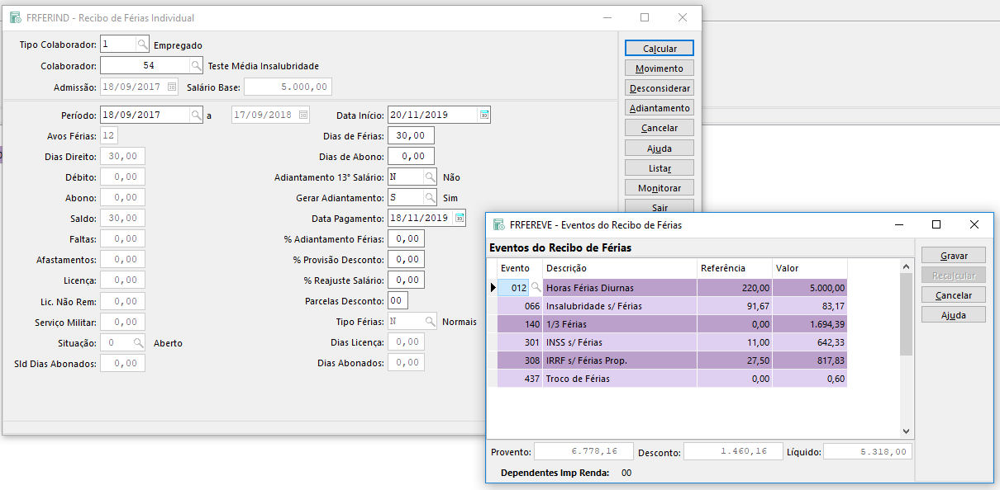 FRFERIND - Recibo de Férias Individual
Tipo Colaborador: 1 Empregado
Colaborador: 54 Teste Média Insalubridade
Admissão: 18/09/2017 Salário Base: 5.000,00
Período: 18/09/2017 a 17/09/2018 Data Início: 20/11/2019
Avos Férias: 12 Dias de Férias: 30,00
Dias Direito: 30,00 Dias de Abono: 0,00
Débito: 0,00 Adiantamento 13° Salário: N Não
Abono: 0,00 Gerar Adiantamento: S Sim
Saldo: 30,00 Data Pagamento: 18/11/2019
Faltas: 0,00 % Adiantamento Férias: 0,00
Afastamentos: 0,00 % Provisão Desconto: 0,00
Licença: 0,00 % Reajuste Salário: 0,00
Lic. Não Rem: 0,00 Parcelas Desconto: 00
Serviço Militar: 0,00 Tipo Férias: N Normais
Situação: 0 Aberto Dias Licença: 0,00
Sld Dias Abonados: 0,00 Dias Abonados: 0,00
Calcular
Movimento
Desconsiderar
Adiantamento
Cancelar
Ajuda
Listar
Monitorar
Sair
FRFEREVE - Eventos do Recibo de Férias
Eventos do Recibo de Férias
Evento Descrição Referência Valor
012 Horas Férias Diurnas 220,00 5.000,00
066 Insalubridade s/ Férias 91,67 83,17
140 1/3 Férias 0,00 1.694,39
301 INSS s/ Férias 11,00 642,33
308 IRRF s/ Férias Prop. 27,50 817,83
437 Troco de Férias 0,00 0,60
Provento: 6.778,16 Desconto: 1.460,16 Líquido: 5.318,00
Dependentes Imp Renda: 00
Gravar
Recalcular
Cancelar
Ajuda